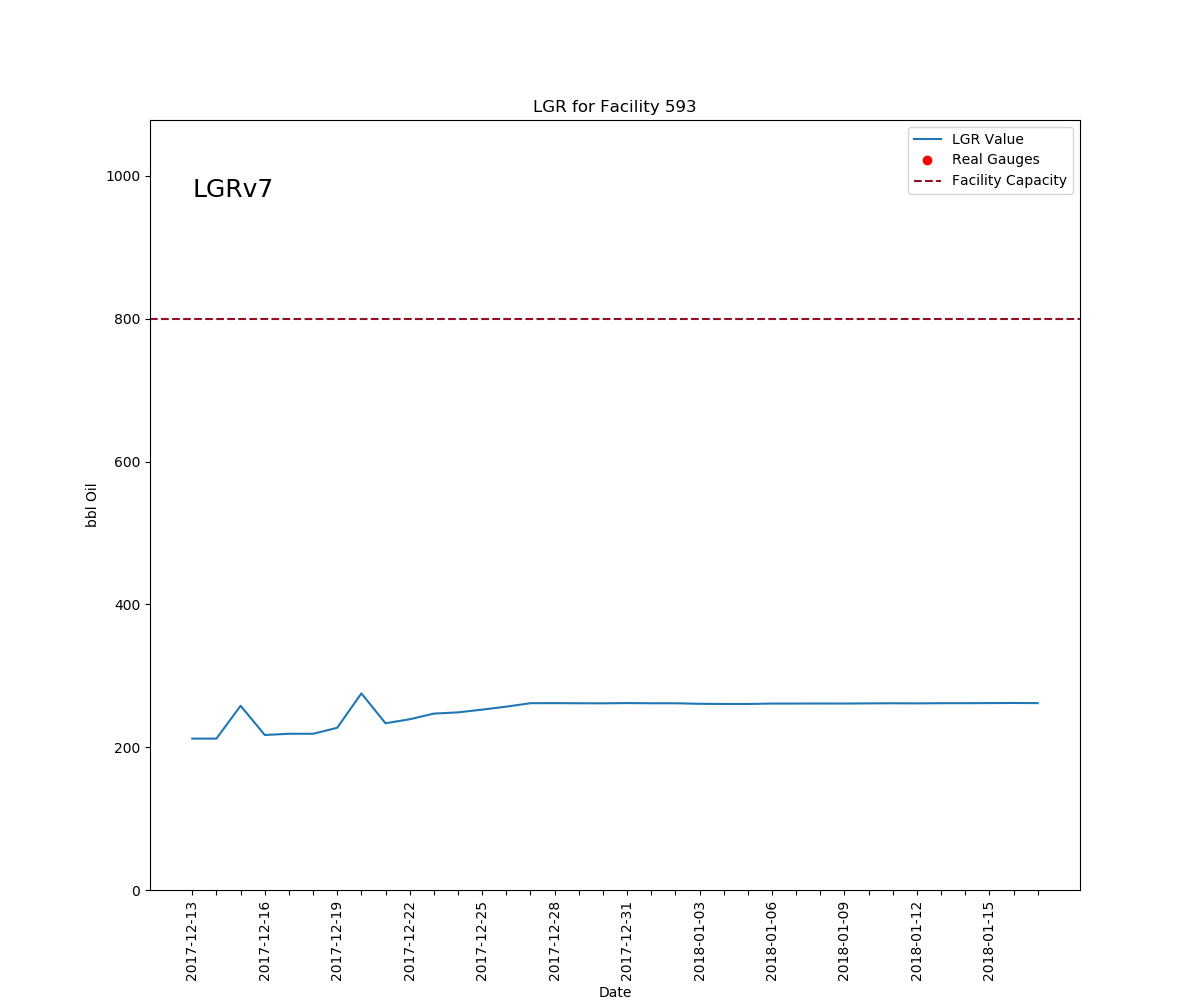 LGR for Facility 593
LGRv7
LGR Value
Real Gauges
Facility Capacity
1000
800
600
400
200
0
bbl Oil
2017-12-13
2017-12-16
2017-12-19
2017-12-22
2017-12-25
2017-12-28
2017-12-31
2018-01-03
2018-01-06
2018-01-09
2018-01-12
2018-01-15
Date